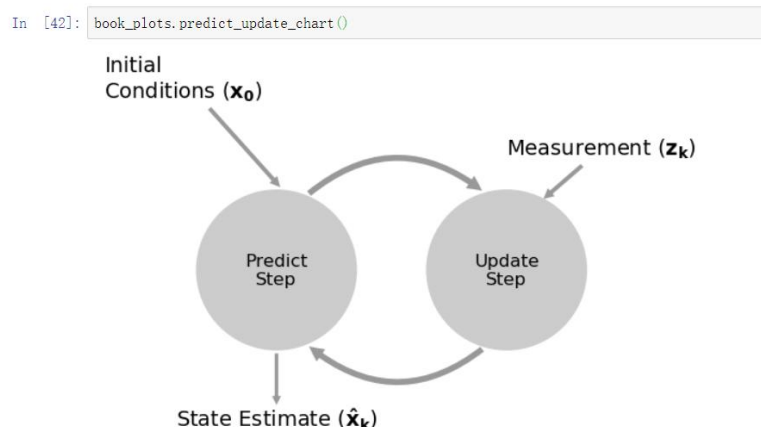 In [42]: book_plots.predict_update_chart()
Initial
Conditions (x₀)
Measurement (zₖ)
Predict
Step
Update
Step
State Estimate (x̂ₖ)